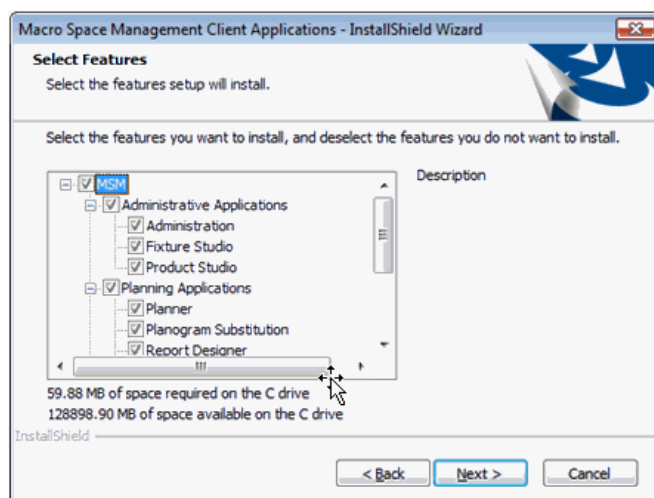 Macro Space Management Client Applications - InstallShield Wizard
Select Features
Select the features setup will install.
Select the features you want to install, and deselect the features you do not want to install.
MSM
Administrative Applications
Administration
Fixture Studio
Product Studio
Planning Applications
Planner
Planogram Substitution
Report Designer
Description
59.88 MB of space required on the C drive
128898.90 MB of space available on the C drive
InstallShield
< Back
Next >
Cancel